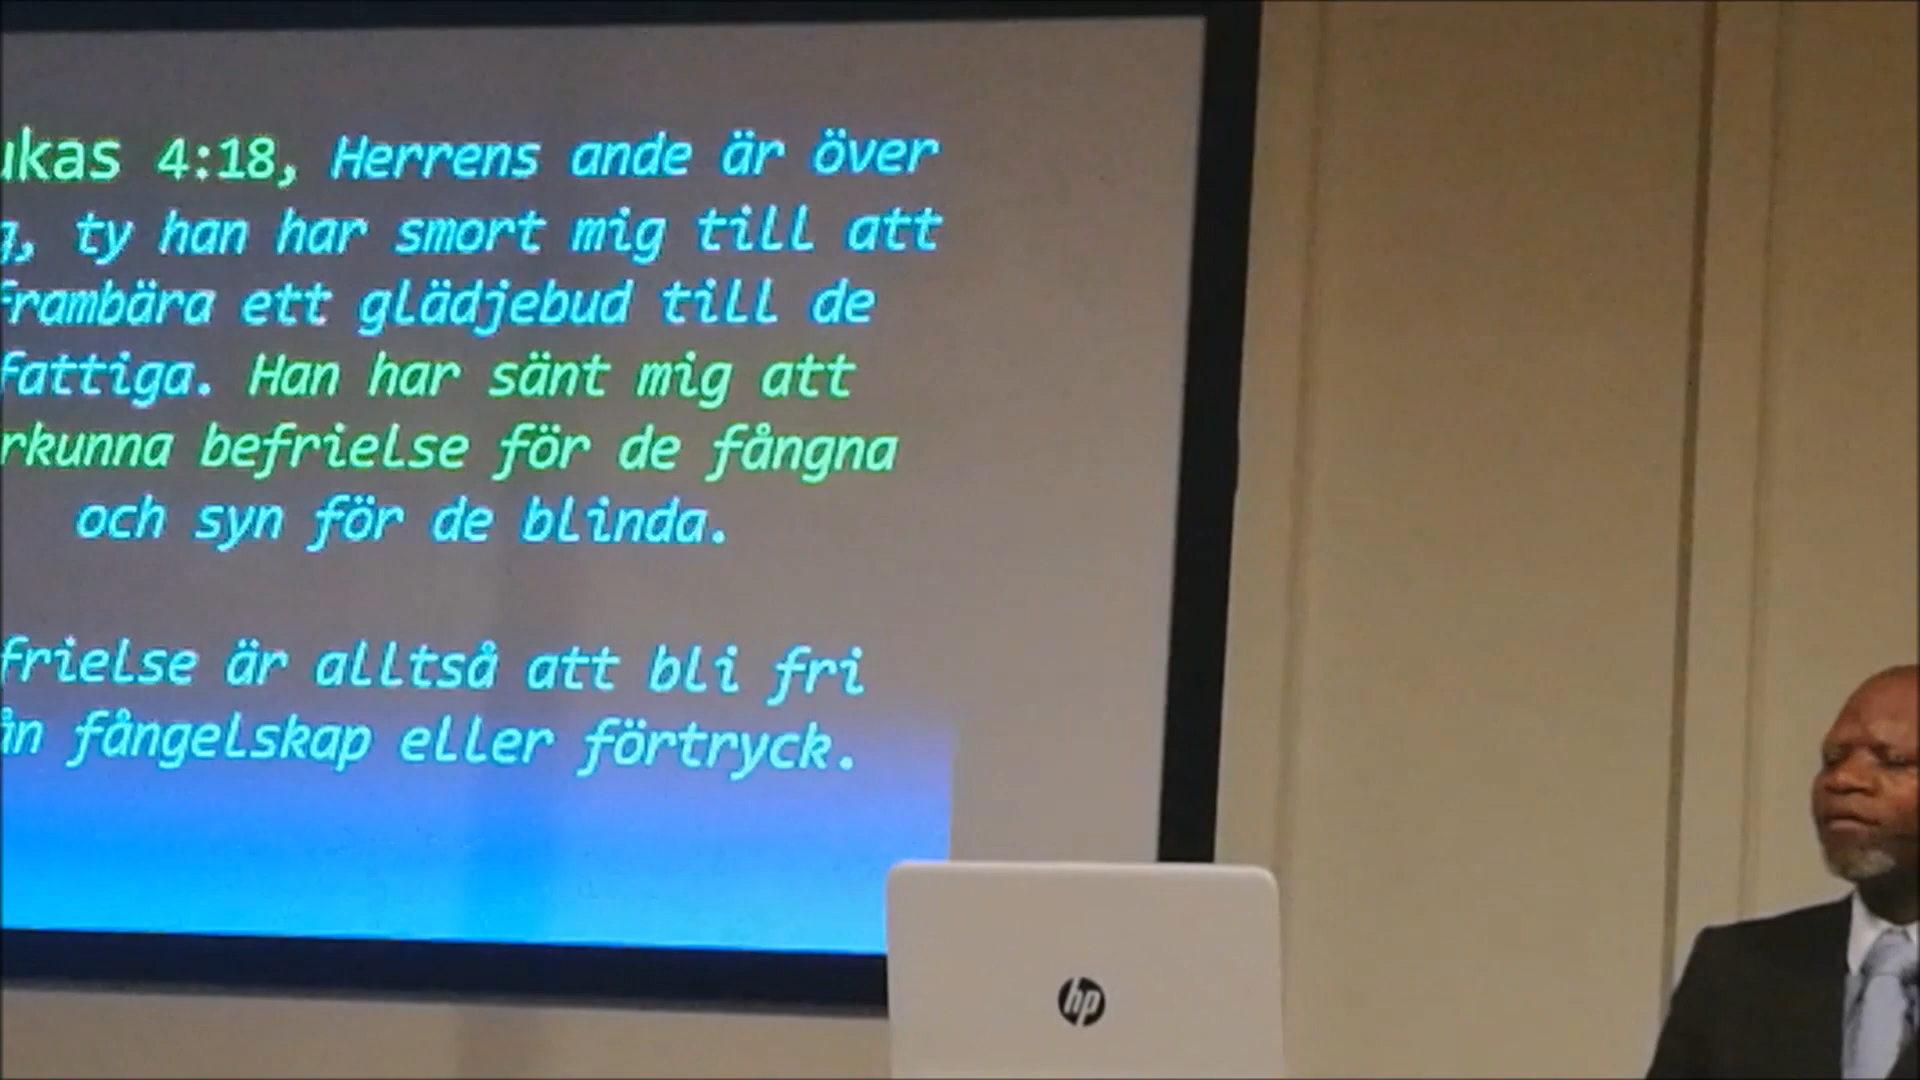 ukas 4:18, Herrens ande är över
, ty han har smort mig till att
frambära ett glädjebud till de
fattiga. Han har sänt mig att
rkunna befrielse för de fångna
och syn för de blinda.
frielse är alltså att bli fri
ån fångelskap eller förtryck.
hp